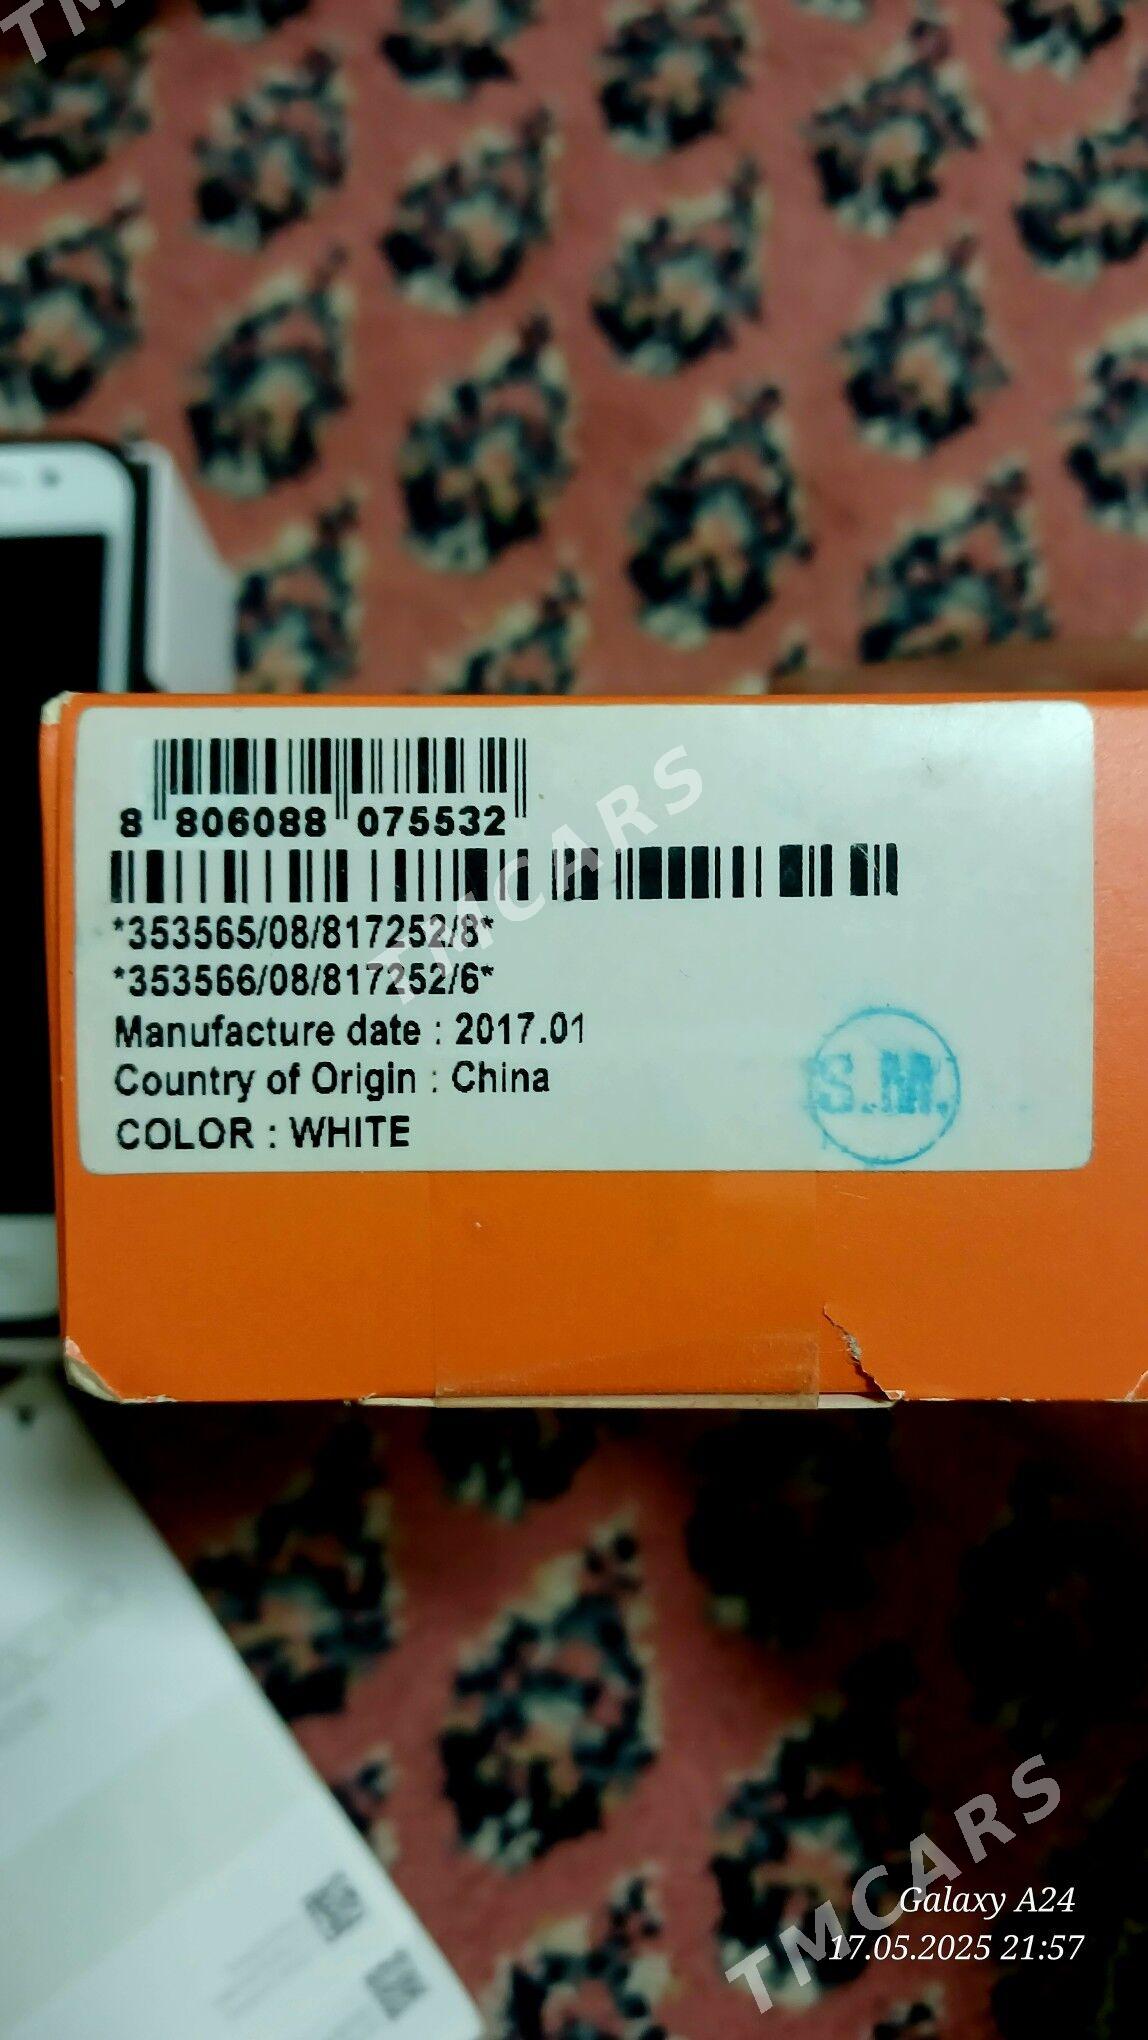 TM
8 806088 075532
*353565/08/817252/8*
*353566/08/817252/6*
TMCARS
Manufacture date : 2017.01
Country of Origin : China
COLOR : WHITE
S.M.
TMCARS
Galaxy A24
17.05.2025 21:57